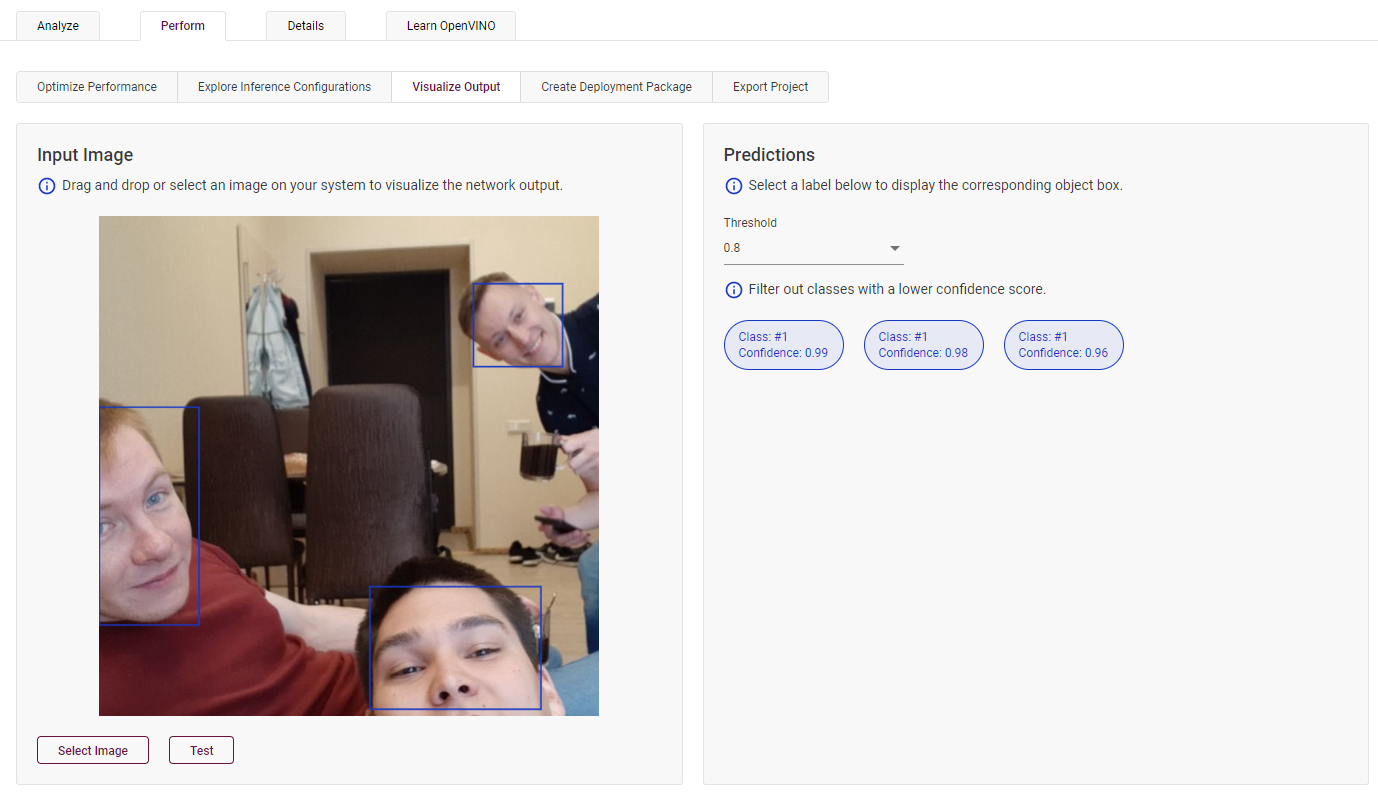 Analyze
Perform
Details
Learn OpenVINO
Optimize Performance
Explore Inference Configurations
Visualize Output
Create Deployment Package
Export Project
Input Image
Drag and drop or select an image on your system to visualize the network output.
Select Image
Test
Predictions
Select a label below to display the corresponding object box.
Threshold
0.8
Filter out classes with a lower confidence score.
Class: #1
Confidence: 0.99
Class: #1
Confidence: 0.98
Class: #1
Confidence: 0.96